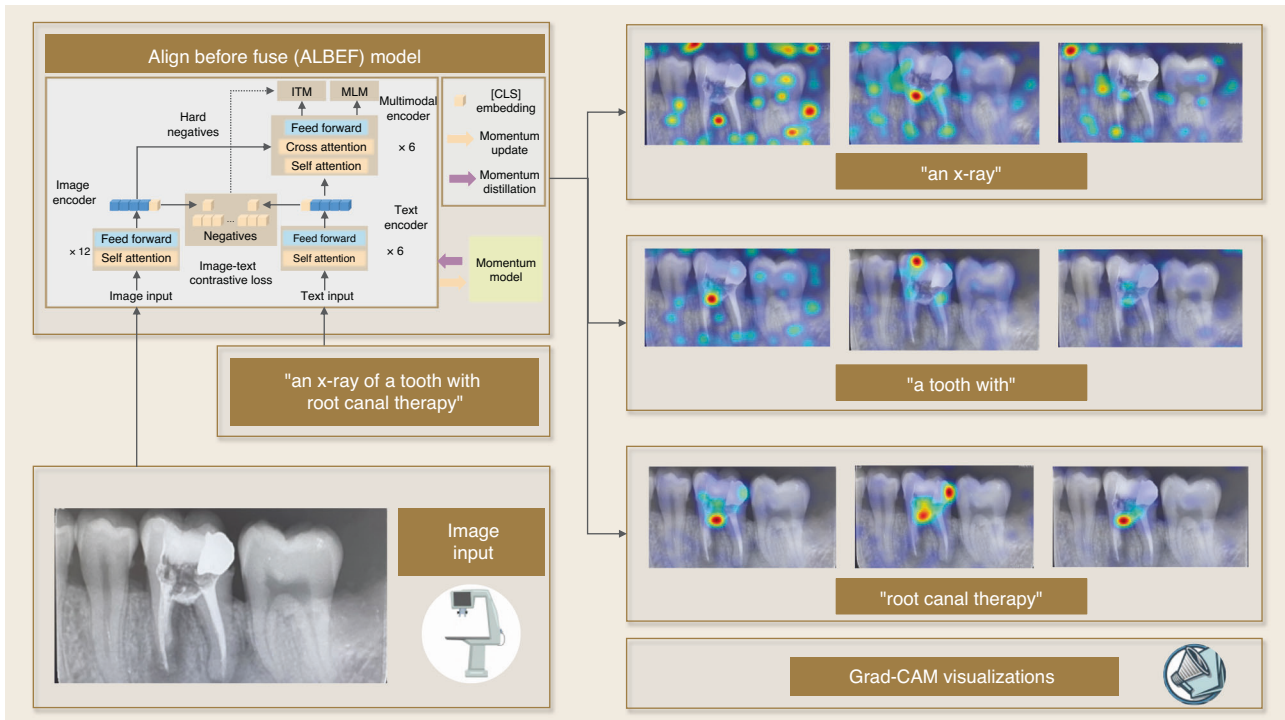 Align before fuse (ALBEF) model
ITM
MLM
[CLS]
embedding
Multimodal
encoder
Hard
negatives
Feed forward
Cross attention
Self attention
× 6
Momentum
update
Momentum
distillation
Image
encoder
Negatives
...
Text
encoder
× 12
Feed forward
Self attention
Feed forward
Self attention
× 6
Image-text
contrastive loss
Momentum
model
Image input
Text input
"an x-ray of a tooth with
root canal therapy"
Image
input
"an x-ray"
"a tooth with"
"root canal therapy"
Grad-CAM visualizations